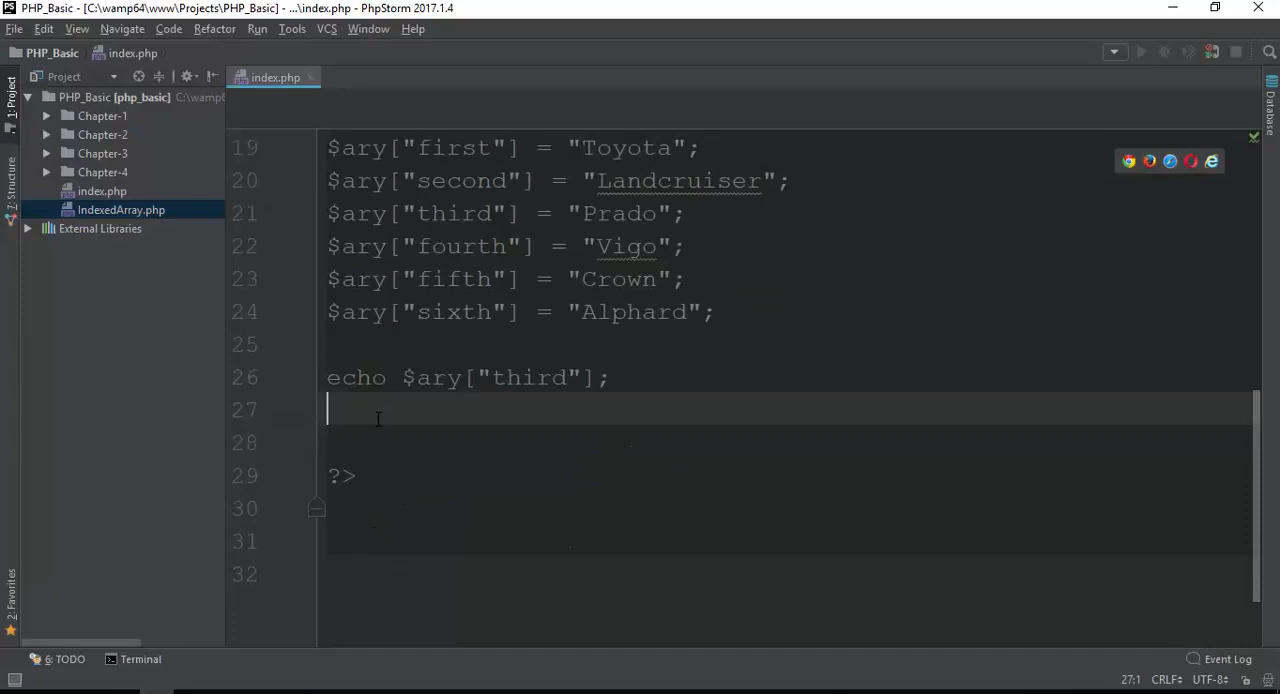 PHP_Basic - [C:\wamp64\www\Projects\PHP_Basic] - ...\index.php - PhpStorm 2017.1.4
File Edit Navigate Code Refactor Run Tools VCS Window Help
PHP_Basic index.php
Project index.php
1: Project
PHP_Basic [php_basic] C:\wamp6
Chapter-1
Chapter-2
Chapter-3
Chapter-4
index.php
IndexedArray.php
External Libraries
7: Structure
2: Favorites
Database
19 $ary["first"] = "Toyota";
20 $ary["second"] = "Landcruiser";
21 $ary["third"] = "Prado";
22 $ary["fourth"] = "Vigo";
23 $ary["fifth"] = "Crown";
24 $ary["sixth"] = "Alphard";
25
26 echo $ary["third"];
27
28
29 ?>
30
31
32
6: TODO Terminal Event Log
27:1 CRLF UTF-8